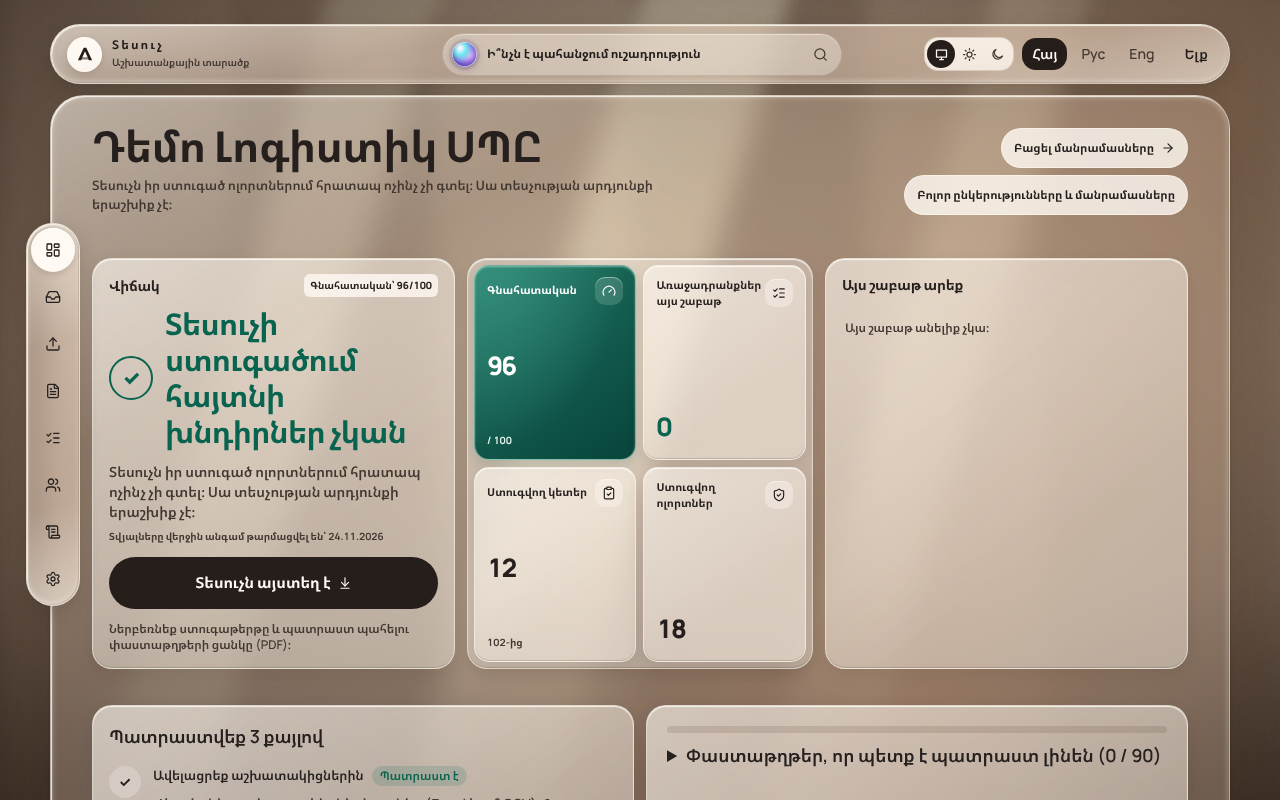 Տեսուչ
Աշխատանքային տարածք
Ի՞նչն է պահանջում ուշադրություն
Հայ
Рус
Eng
Ելք
Դեմո Լոգիստիկ ՍՊԸ
Տեսուչն իր ստուգած ոլորտներում հրատապ ոչինչ չի գտել: Սա տեսչության արդյունքի
երաշխիք չէ:
Բացել մանրամասները
Բոլոր ընկերությունները և մանրամասները
Վիճակ
Գնահատական՝ 96/100
Տեսուչի
ստուգածում
հայտնի
խնդիրներ չկան
Տեսուչն իր ստուգած ոլորտներում հրատապ
ոչինչ չի գտել: Սա տեսչության արդյունքի
երաշխիք չէ:
Տվյալները վերջին անգամ թարմացվել են՝ 24.11.2026
Տեսուչն այստեղ է
Ներբեռնեք ստուգաթերթը և պատրաստ պահելու
փաստաթղթերի ցանկը (PDF):
Գնահատական
96
/ 100
Առաջադրանքներ
այս շաբաթ
0
Ստուգվող կետեր
12
102-ից
Ստուգվող
ոլորտներ
18
Այս շաբաթ արեք
Այս շաբաթ անելիք չկա:
Պատրաստվեք 3 քայլով
Ավելացրեք աշխատակիցներին
Պատրաստ է
Փաստաթղթեր, որ պետք է պատրաստ լինեն (0 / 90)